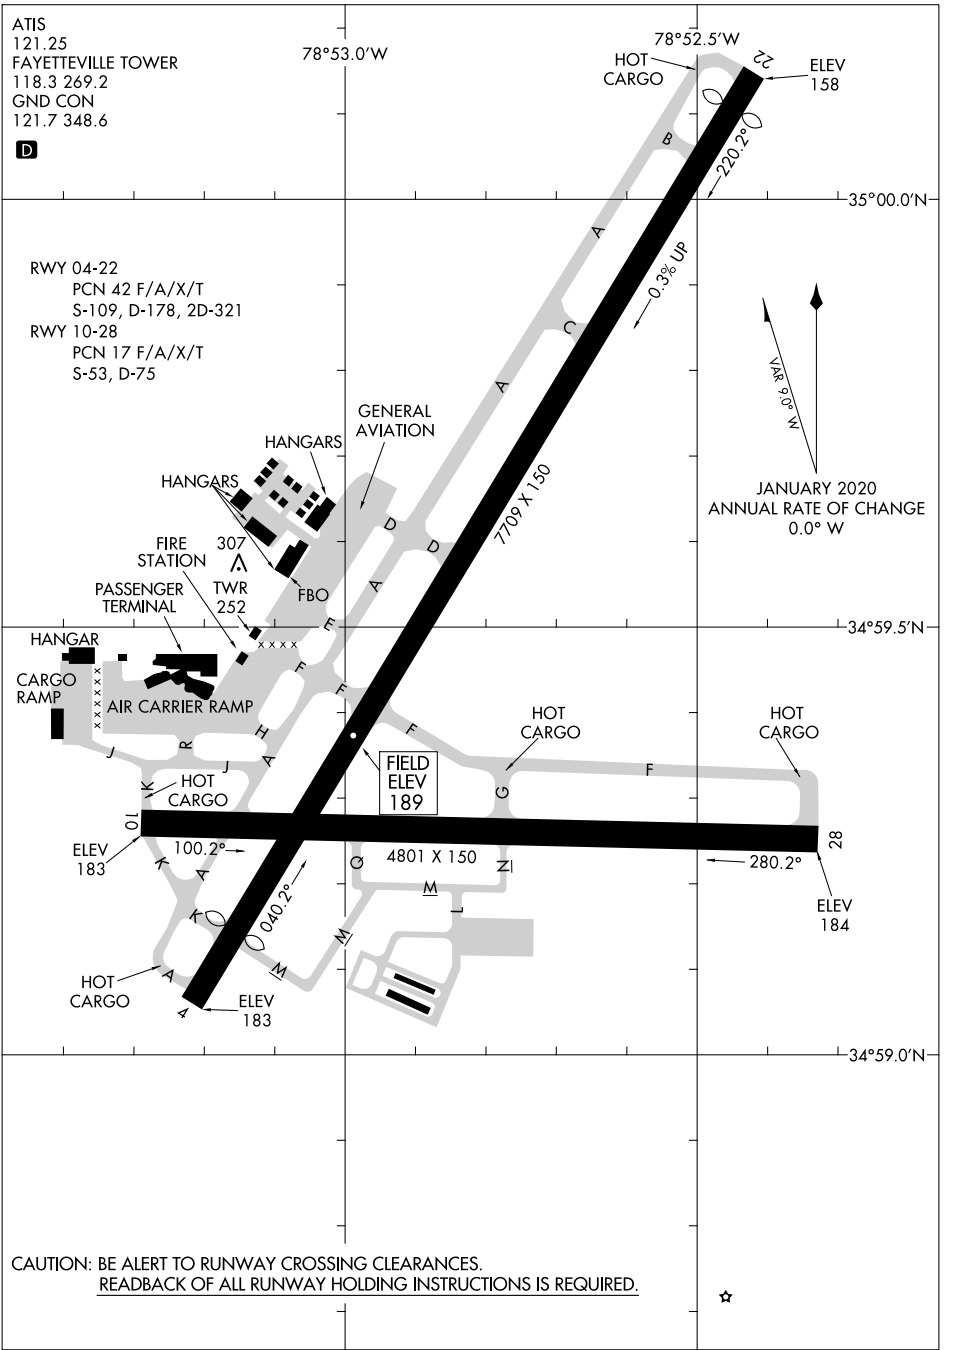 ATIS
121.25
FAYETTEVILLE TOWER
118.3 269.2
GND CON
121.7 348.6
D
78°53.0'W
78°52.5'W
HOT
CARGO
22
ELEV
158
B
220.2°
35°00.0'N
A
RWY 04-22
PCN 42 F/A/X/T
S-109, D-178, 2D-321
RWY 10-28
PCN 17 F/A/X/T
S-53, D-75
0.3% UP
C
VAR 9.0° W
A
JANUARY 2020
ANNUAL RATE OF CHANGE
0.0° W
GENERAL
AVIATION
HANGARS
HANGARS
7709 X 150
D
D
307
FIRE
STATION
TWR
252
A
FBO
PASSENGER
TERMINAL
E
34°59.5'N
HANGAR
x x x x
CARGO
RAMP
x x x x x x
AIR CARRIER RAMP
F
F
F
H
R
J
J
A
HOT
CARGO
HOT
CARGO
F
FIELD
ELEV
189
K
HOT
CARGO
G
10
28
ELEV
183
100.2°
4801 X 150
280.2°
K
A
Q
N
M
ELEV
184
K
040.2°
L
M
M
HOT
CARGO
A
4
ELEV
183
34°59.0'N
CAUTION: BE ALERT TO RUNWAY CROSSING CLEARANCES.
READBACK OF ALL RUNWAY HOLDING INSTRUCTIONS IS REQUIRED.